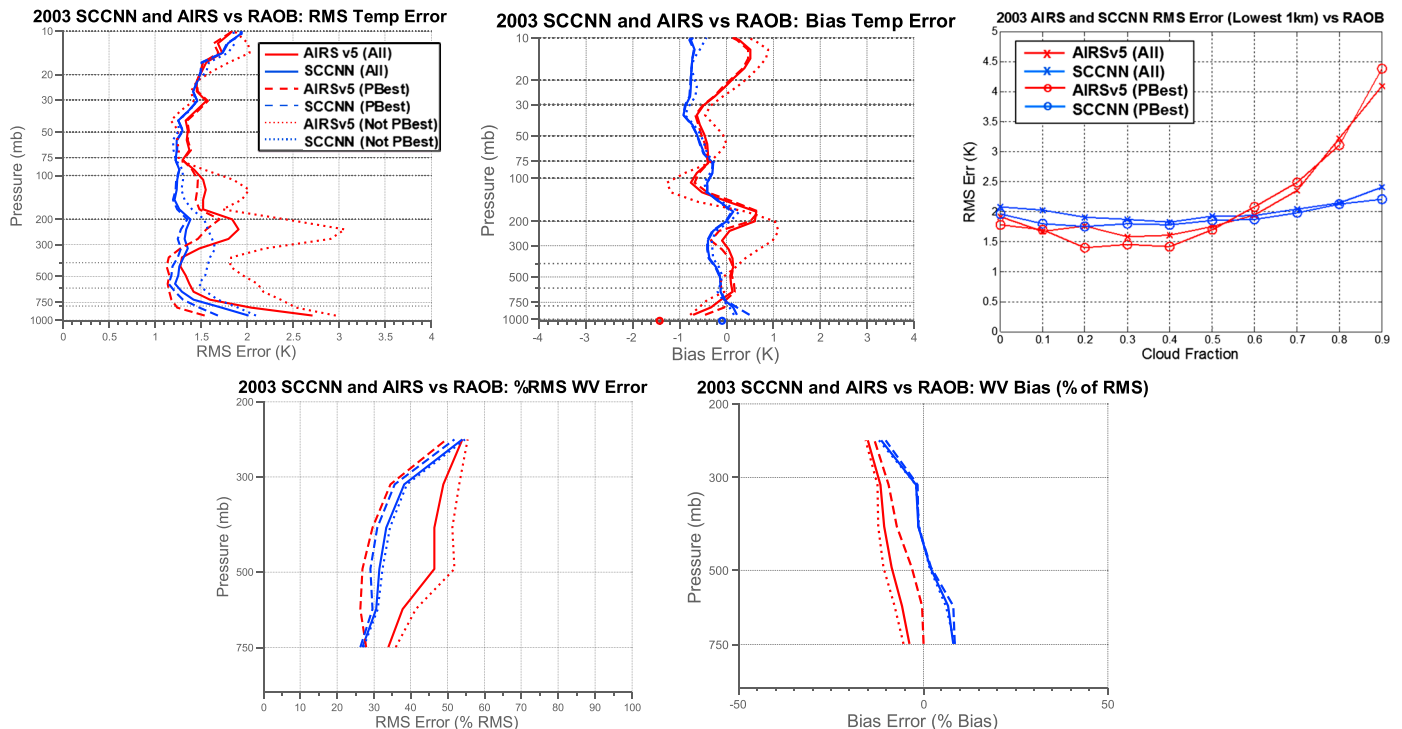 2003 SCCNN and AIRS vs RAOB: RMS Temp Error
10
20
30
50
75
100
200
300
500
750
1000
Pressure (mb)
AIRS v5 (All)
SCCNN (All)
AIRSv5 (PBest)
SCCNN (PBest)
AIRSv5 (Not PBest)
SCCNN (Not PBest)
0 0.5 1 1.5 2 2.5 3 3.5 4
RMS Error (K)
2003 SCCNN and AIRS vs RAOB: Bias Temp Error
10
20
30
50
75
100
200
300
500
750
1000
Pressure (mb)
-4 -3 -2 -1 0 1 2 3 4
Bias Error (K)
2003 AIRS and SCCNN RMS Error (Lowest 1km) vs RAOB
5
4.5
4
3.5
3
2.5
2
1.5
1
0.5
0
RMS Err (K)
AIRSv5 (All)
SCCNN (All)
AIRSv5 (PBest)
SCCNN (PBest)
0 0.1 0.2 0.3 0.4 0.5 0.6 0.7 0.8 0.9
Cloud Fraction
2003 SCCNN and AIRS vs RAOB: %RMS WV Error
200
300
500
750
Pressure (mb)
0 10 20 30 40 50 60 70 80 90 100
RMS Error (% RMS)
2003 SCCNN and AIRS vs RAOB: WV Bias (% of RMS)
200
300
500
750
Pressure (mb)
-50 0 50
Bias Error (% Bias)